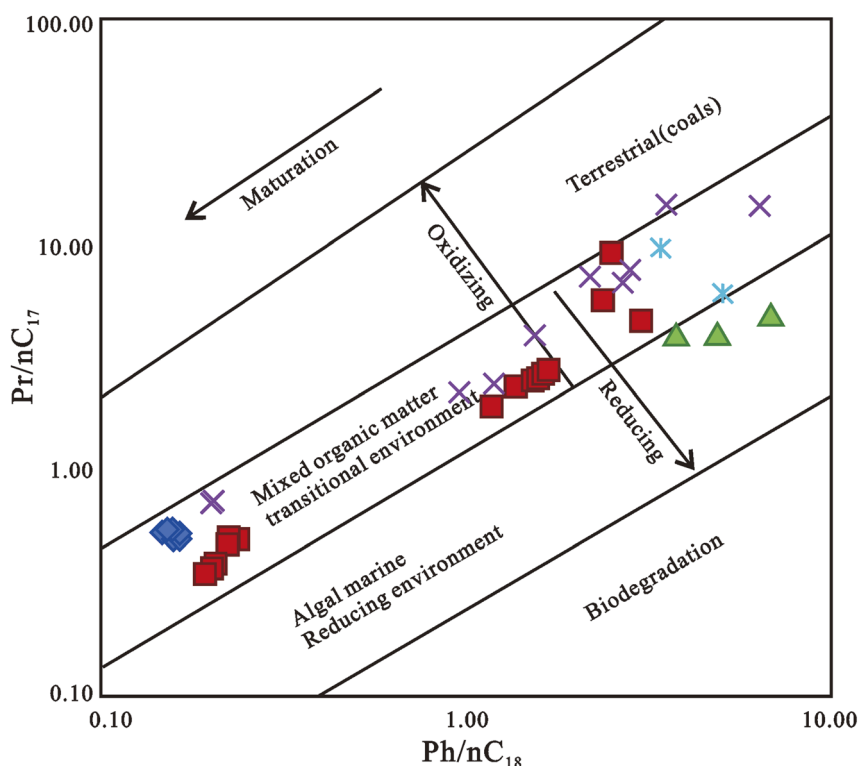 100.00
10.00
1.00
0.10
Pr/nC₁₇
Maturation
Terrestrial(coals)
Oxidizing
Reducing
Mixed organic matter
transitional environment
Algal marine
Reducing environment
Biodegradation
0.10
1.00
10.00
Ph/nC₁₈